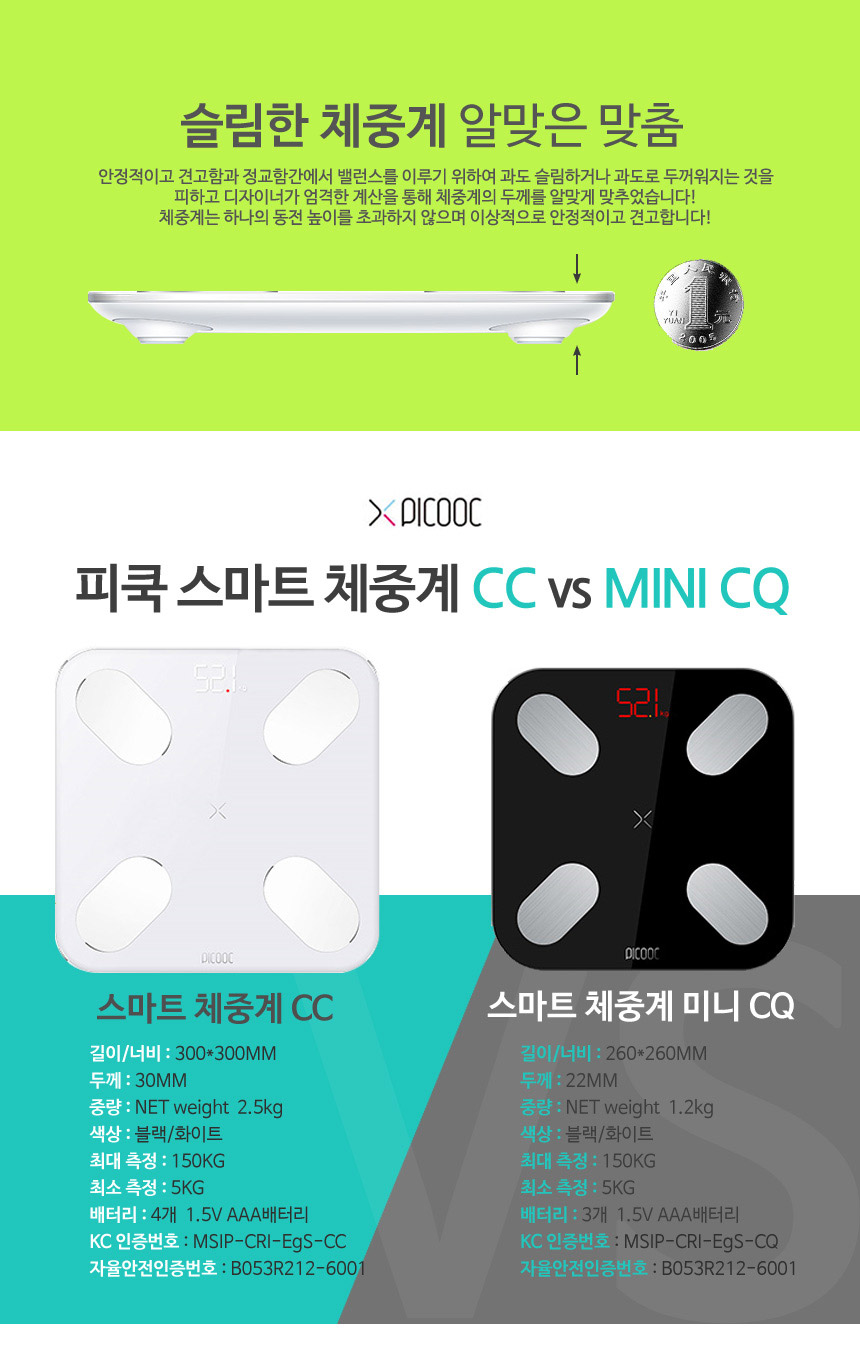 슬림한 체중계 알맞은 맞춤
안정적이고 견고함과 정교함간에서 밸런스를 이루기 위하여 과도 슬림하거나 과도로 두꺼워지는 것을
피하고 디자이너가 엄격한 계산을 통해 체중계의 두께를 알맞게 맞추었습니다!
체중계는 하나의 동전 높이를 초과하지 않으며 이상적으로 안정적이고 견고합니다!
1
YI
YUAN
元
2005
PICOOC
피쿡 스마트 체중계 CC vs MINI CQ
52.1
kg
52.1kg
PICOOC
PICOOC
스마트 체중계 CC
길이/너비 : 300*300MM
두께 : 30MM
중량 : NET weight 2.5kg
색상 : 블랙/화이트
최대 측정 : 150KG
최소 측정 : 5KG
배터리 : 4개 1.5V AAA배터리
KC 인증번호 : MSIP-CRI-EgS-CC
자율안전인증번호 : B053R212-6001
스마트 체중계 미니 CQ
길이/너비 : 260*260MM
두께 : 22MM
중량 : NET weight 1.2kg
색상 : 블랙/화이트
최대 측정 : 150KG
최소 측정 : 5KG
배터리 : 3개 1.5V AAA배터리
KC 인증번호 : MSIP-CRI-EgS-CQ
자율안전인증번호 : B053R212-6001
VS